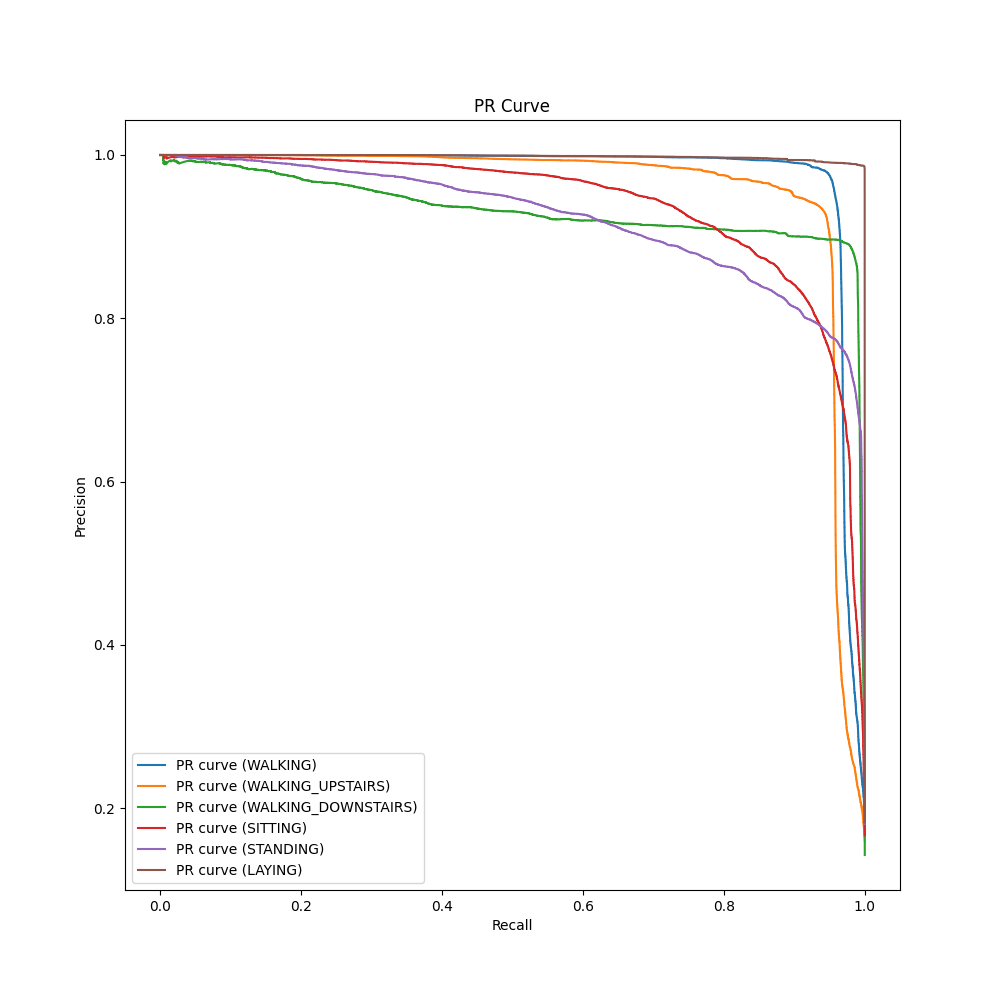 PR Curve
1.0
0.8
0.6
0.4
0.2
Precision
PR curve (WALKING)
PR curve (WALKING_UPSTAIRS)
PR curve (WALKING_DOWNSTAIRS)
PR curve (SITTING)
PR curve (STANDING)
PR curve (LAYING)
0.0 0.2 0.4 0.6 0.8 1.0
Recall